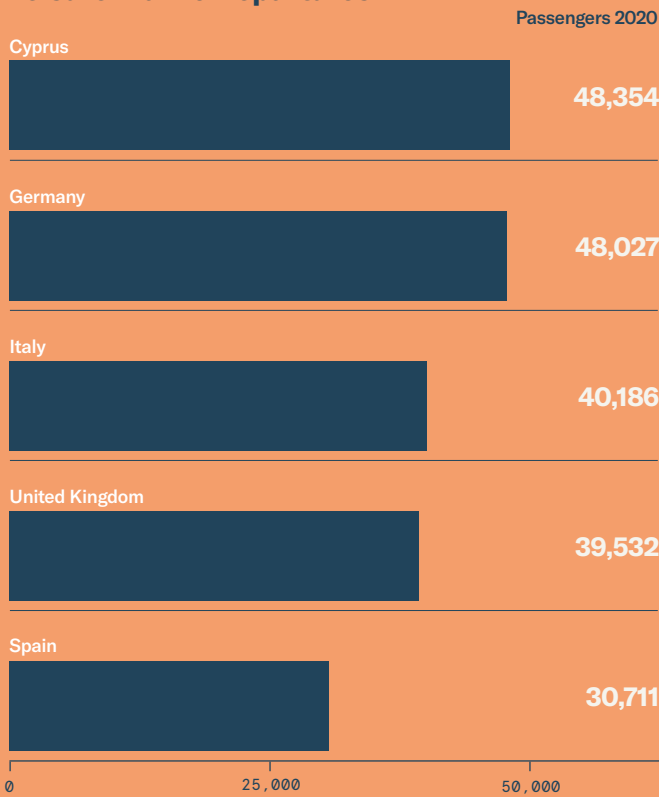 Passengers 2020
Cyprus
48,354
Germany
48,027
Italy
40,186
United Kingdom
39,532
Spain
30,711
0
25,000
50,000